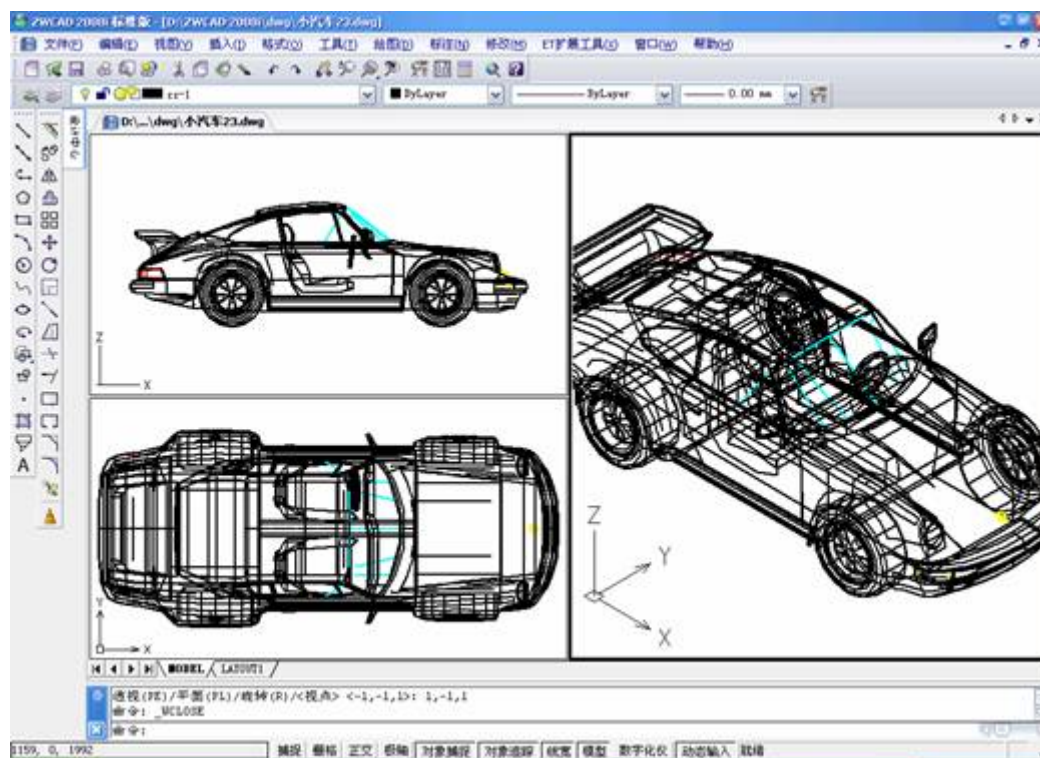 ZWCAD 2008i 标准版 - [D:\ZWCAD 2008i\dwg\小汽车23.dwg]
文件(F) 编辑(E) 视图(V) 插入(I) 格式(O) 工具(T) 绘图(D) 标注(N) 修改(M) ET扩展工具(X) 窗口(W) 帮助(H)
ByLayer ByLayer 0.00 mm
D:\...\dwg\小汽车23.dwg
Z
X
Z
Y
X
Y
X
MODEL LAYOUT1
透视(PE)/平面(PL)/旋转(R)/<视点> <-1,-1,1>: 1,-1,1
命令: _WCLOSE
命令:
1159, 0, 1992 捕捉 栅格 正交 极轴 对象捕捉 对象追踪 线宽 模型 数字化仪 动态输入 就绪